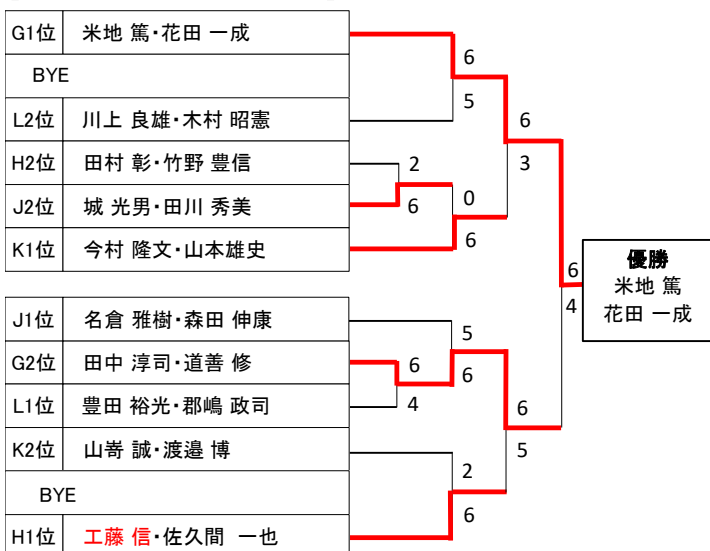 G1位 米地 篤・花田 一成
BYE
L2位 川上 良雄・木村 昭憲
H2位 田村 彰・竹野 豊信
J2位 城 光男・田川 秀美
K1位 今村 隆文・山本雄史
6
5
2
6
0
6
6
3
J1位 名倉 雅樹・森田 伸康
G2位 田中 淳司・道善 修
L1位 豊田 裕光・郡嶋 政司
K2位 山嵜 誠・渡邉 博
BYE
H1位 工藤 信・佐久間 一也
5
6
6
4
2
6
6
5
6
4
優勝
米地 篤
花田 一成